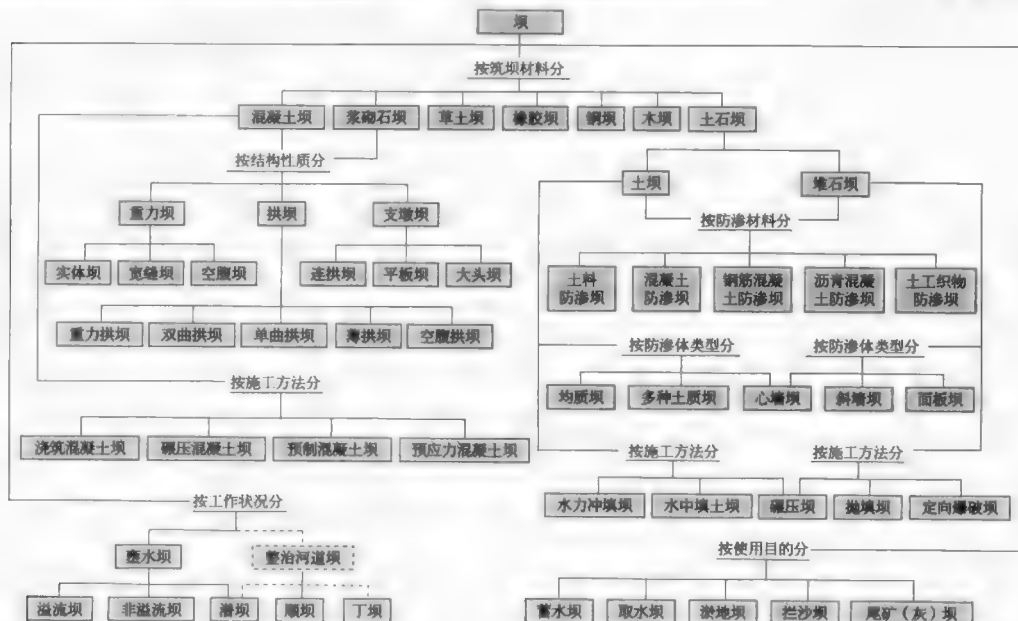 坝
按筑坝材料分
混凝土坝 浆砌石坝 草土坝 橡胶坝 钢坝 木坝 土石坝
按结构性质分
土坝 堆石坝
重力坝 拱坝 支墩坝
按防渗材料分
实体坝 宽缝坝 空腹坝 连拱坝 平板坝 大头坝
土料防渗坝 混凝土防渗坝 钢筋混凝土防渗坝 沥青混凝土防渗坝 土工织物防渗坝
重力拱坝 双曲拱坝 单曲拱坝 薄拱坝 空腹拱坝
按防渗体类型分 按防渗体类型分
按施工方法分
均质坝 多种土质坝 心墙坝 斜墙坝 面板坝
浇筑混凝土坝 碾压混凝土坝 预制混凝土坝 预应力混凝土坝
按施工方法分 按施工方法分
按工作状况分
水力冲填坝 水中填土坝 碾压坝 抛填坝 定向爆破坝
壅水坝 整治河道坝
按使用目的分
溢流坝 非溢流坝 潜坝 顺坝 丁坝
蓄水坝 取水坝 淤地坝 拦沙坝 尾矿（灰）坝